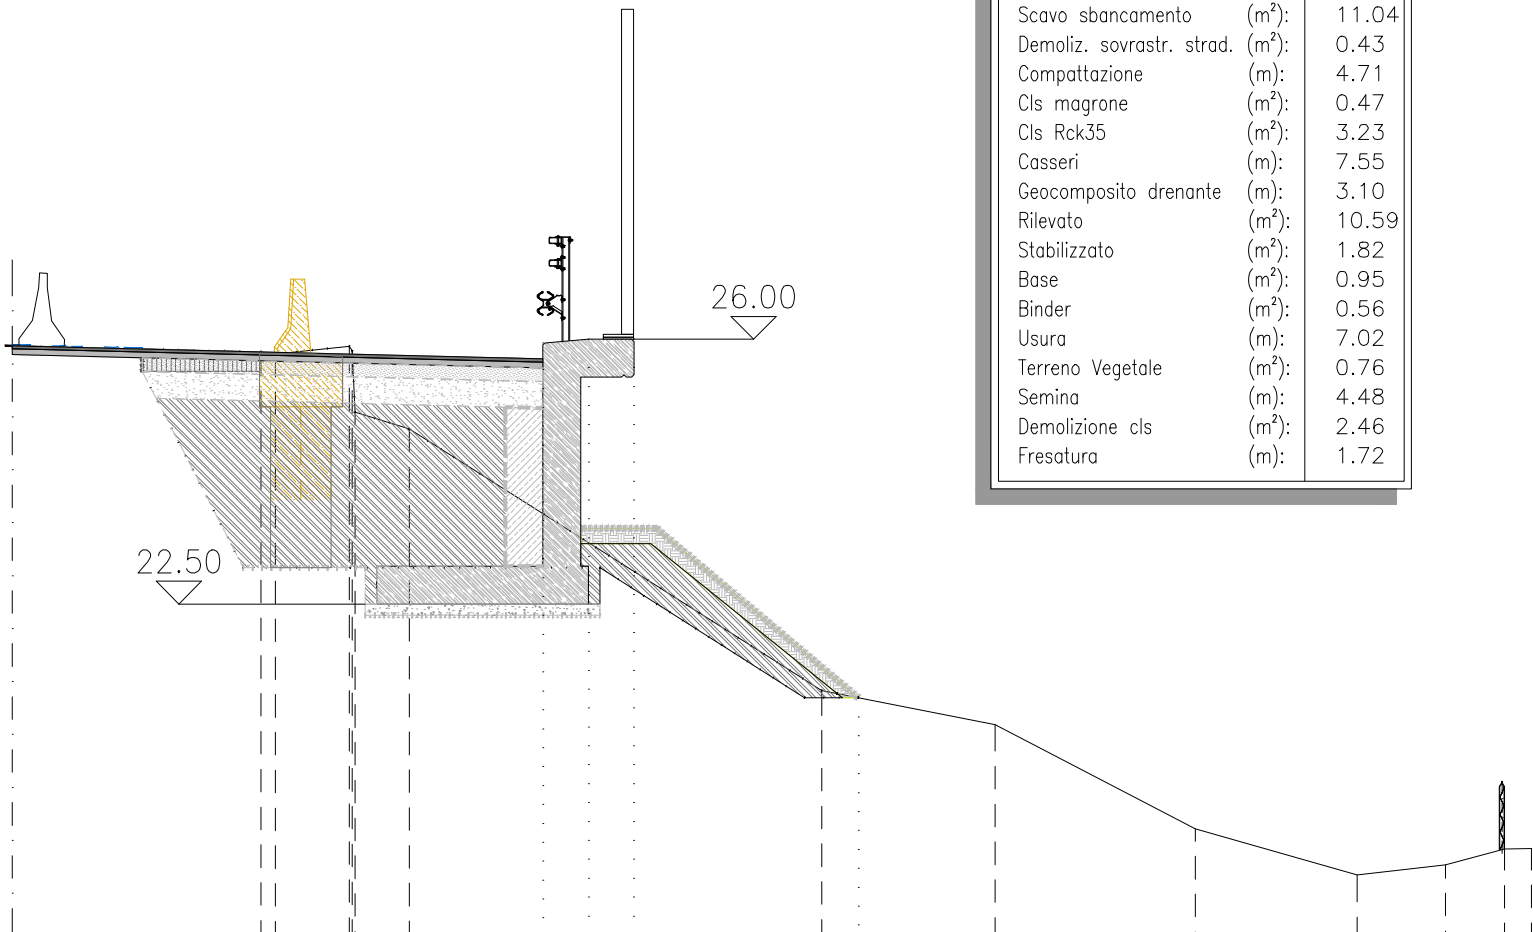 Scavo sbancamento (m²): 11.04
Demoliz. sovrastr. strad. (m²): 0.43
Compattazione (m): 4.71
Cls magrone (m²): 0.47
Cls Rck35 (m²): 3.23
Casseri (m): 7.55
Geocomposito drenante (m): 3.10
Rilevato (m²): 10.59
Stabilizzato (m²): 1.82
Base (m²): 0.95
Binder (m²): 0.56
Usura (m): 7.02
Terreno Vegetale (m²): 0.76
Semina (m): 4.48
Demolizione cls (m²): 2.46
Fresatura (m): 1.72
26.00
22.50